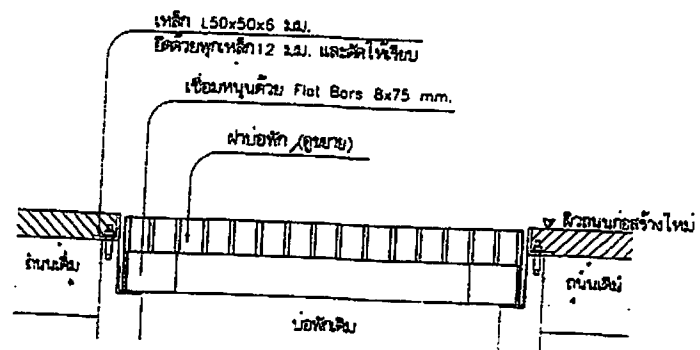 เหล็ก L50x50x6 มม.
ยึดด้วยพุกเหล็ก12 มม. และตัดให้เรียบ
เชื่อมหนุนด้วย Flat Bars 8x75 mm.
ฝาบ่อพัก (ดูขยาย)
ผิวถนนก่อสร้างใหม่
ถนนเดิม
ถนนเดิม
บ่อพักเดิม